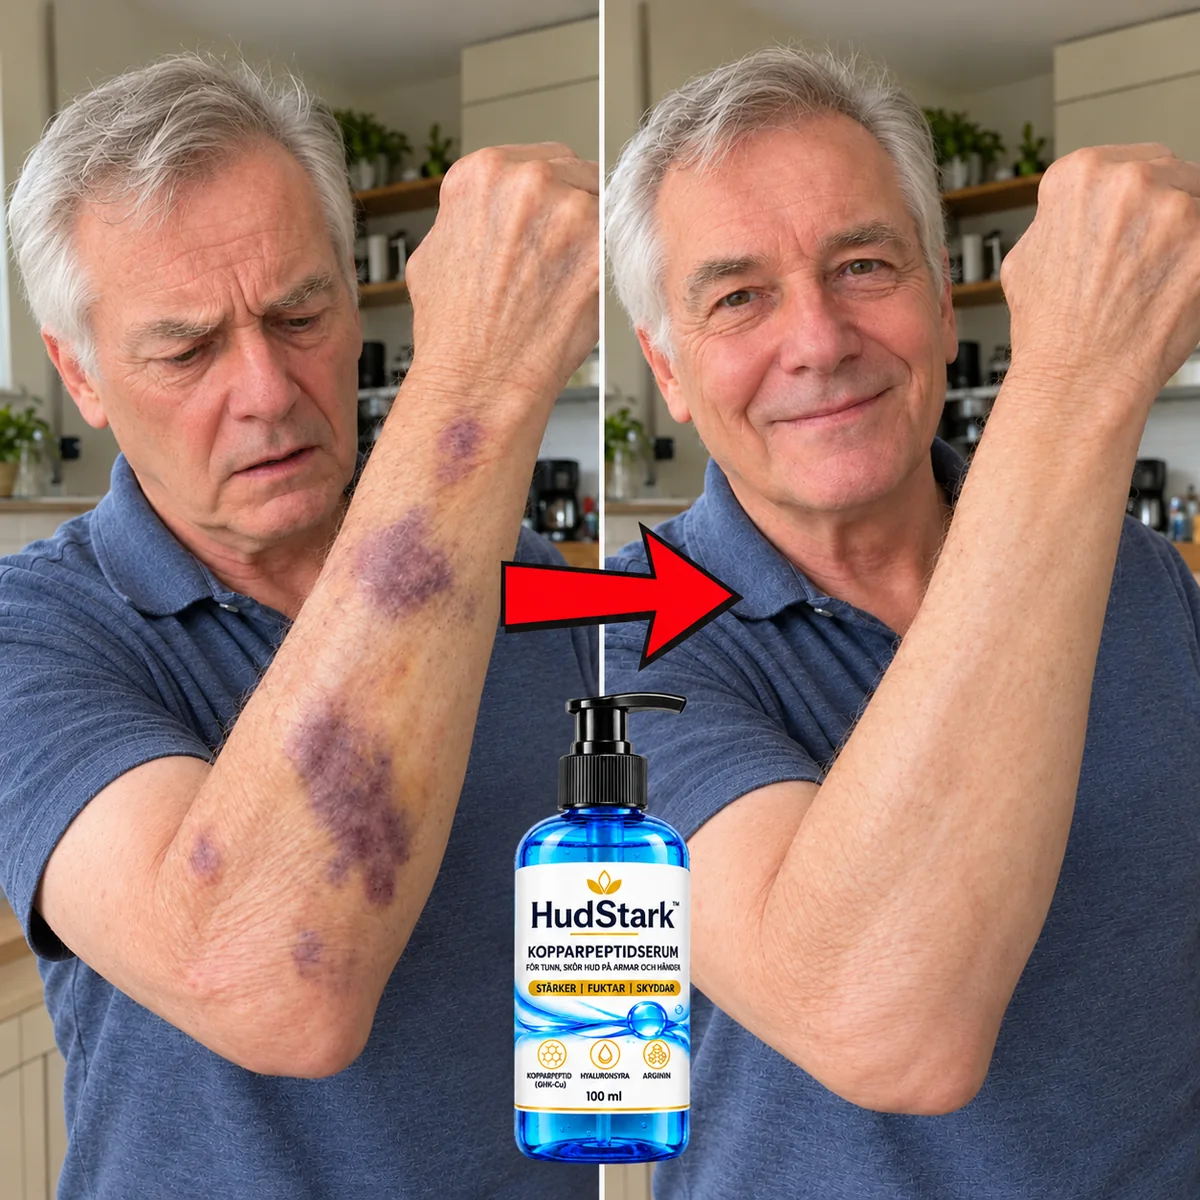 HudStark™
KOPPARPEPTIDSERUM
FÖR TUNN, SKÖR HUD PÅ ARMAR OCH HÄNDER
STÄRKER | FUKTAR | SKYDDAR
KOPPARPEPTID HYALURONSYRA ARGININ
(GHK-Cu)
100 ml